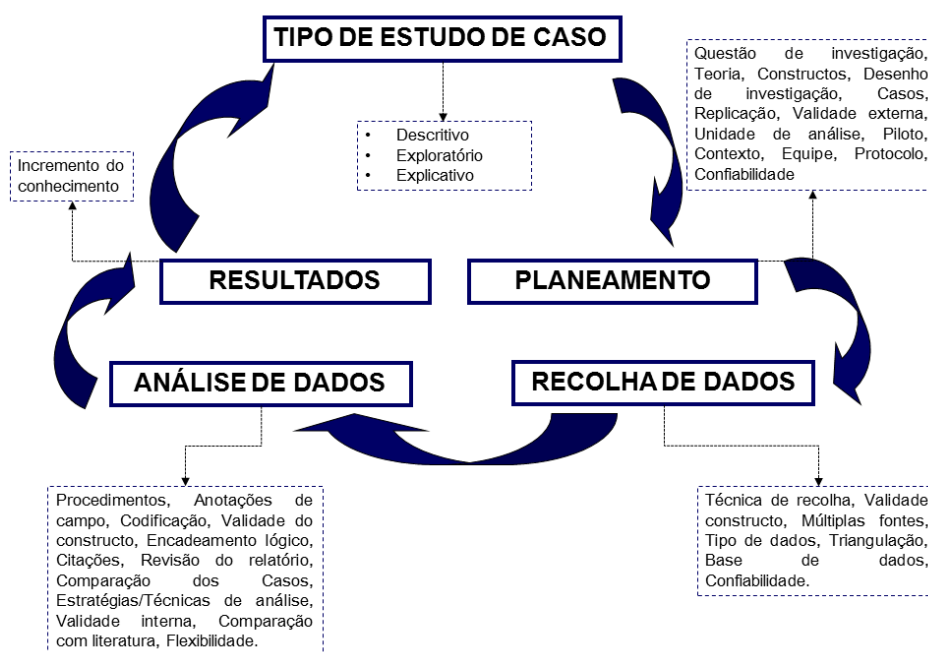 TIPO DE ESTUDO DE CASO
Questão de investigação,
Teoria, Constructos, Desenho
de investigação, Casos,
Replicação, Validade externa,
Unidade de análise, Piloto,
Contexto, Equipe, Protocolo,
Confiabilidade
• Descritivo
• Exploratório
• Explicativo
Incremento do
conhecimento
RESULTADOS
PLANEAMENTO
ANÁLISE DE DADOS
RECOLHA DE DADOS
Procedimentos, Anotações de
campo, Codificação, Validade do
constructo, Encadeamento lógico,
Citações, Revisão do relatório,
Comparação dos Casos,
Estratégias/Técnicas de análise,
Validade interna, Comparação
com literatura, Flexibilidade.
Técnica de recolha, Validade
constructo, Múltiplas fontes,
Tipo de dados, Triangulação,
Base de dados,
Confiabilidade.